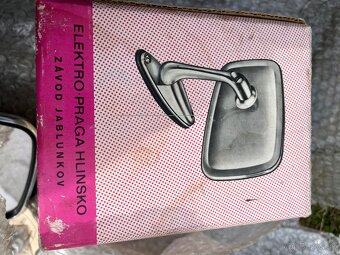 ELEKTRO-PRAGA HLINSKO
ZÁVOD JABLUNKOV